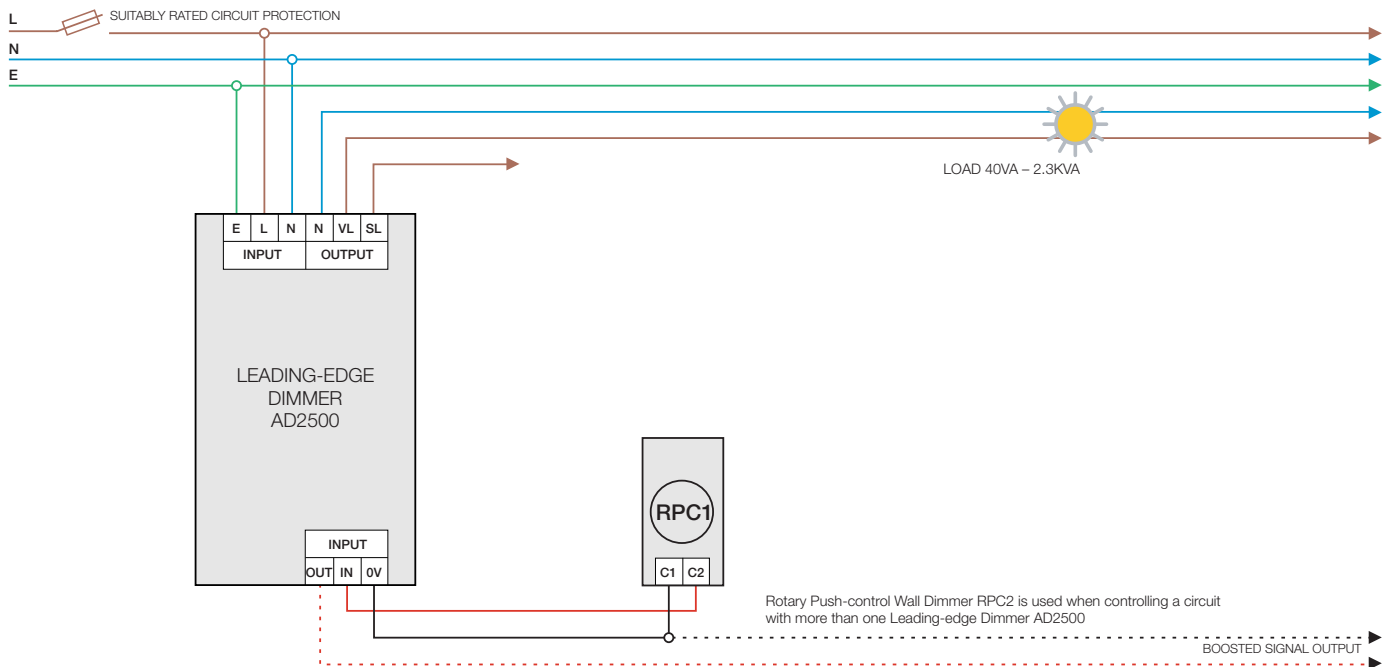 L
SUITABLY RATED CIRCUIT PROTECTION
N
E
LOAD 40VA – 2.3KVA
E L N N VL SL
INPUT OUTPUT
LEADING-EDGE
DIMMER
AD2500
RPC1
INPUT
OUT IN 0V
C1 C2
Rotary Push-control Wall Dimmer RPC2 is used when controlling a circuit
with more than one Leading-edge Dimmer AD2500
BOOSTED SIGNAL OUTPUT